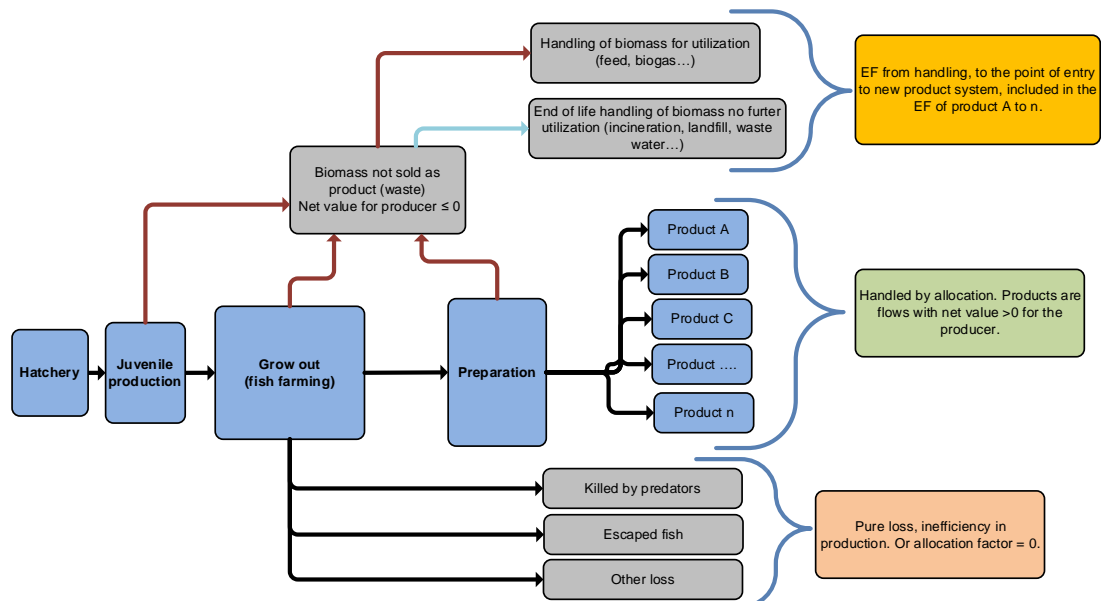 Handling of biomass for utilization
(feed, biogas…)
End of life handling of biomass no furter
utilization (incineration, landfill, waste
water…)
EF from handling, to the point of entry
to new product system, included in the
EF of product A to n.
Biomass not sold as
product (waste)
Net value for producer ≤ 0
Product A
Product B
Product C
Product ....
Product n
Handled by allocation. Products are
flows with net value >0 for the
producer.
Hatchery
Juvenile
production
Grow out
(fish farming)
Preparation
Killed by predators
Escaped fish
Other loss
Pure loss, inefficiency in
production. Or allocation factor = 0.